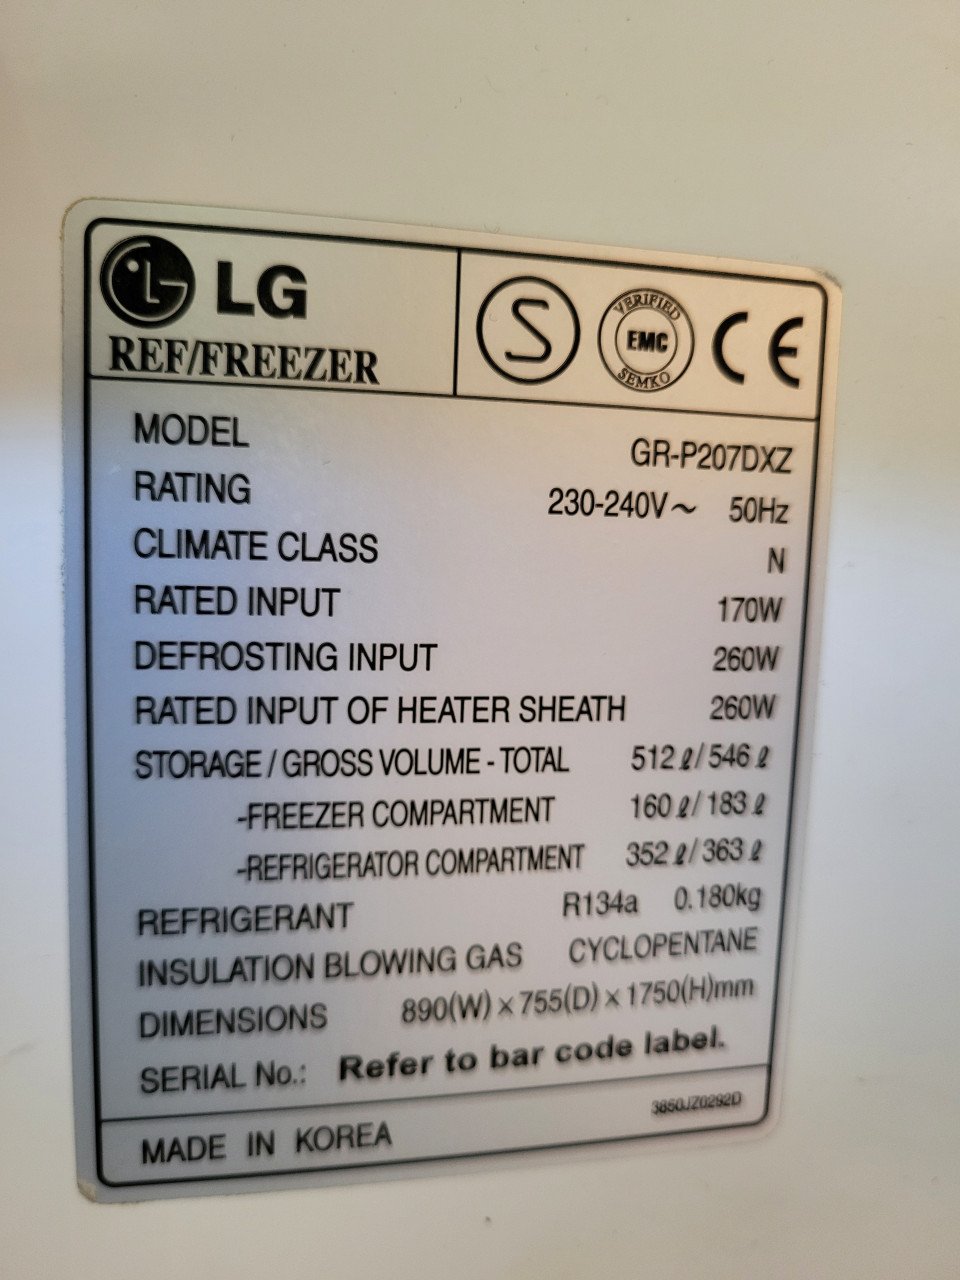 LG
REF/FREEZER
S
VERIFIED
EMC
SEMKO
CE
MODEL GR-P207DXZ
RATING 230-240V～ 50Hz
CLIMATE CLASS N
RATED INPUT 170W
DEFROSTING INPUT 260W
RATED INPUT OF HEATER SHEATH 260W
STORAGE / GROSS VOLUME - TOTAL 512ℓ/546ℓ
-FREEZER COMPARTMENT 160ℓ/183ℓ
-REFRIGERATOR COMPARTMENT 352ℓ/363ℓ
REFRIGERANT R134a 0.180kg
INSULATION BLOWING GAS CYCLOPENTANE
DIMENSIONS 890(W)×755(D)×1750(H)mm
SERIAL No.: Refer to bar code label.
3850JZ0292D
MADE IN KOREA